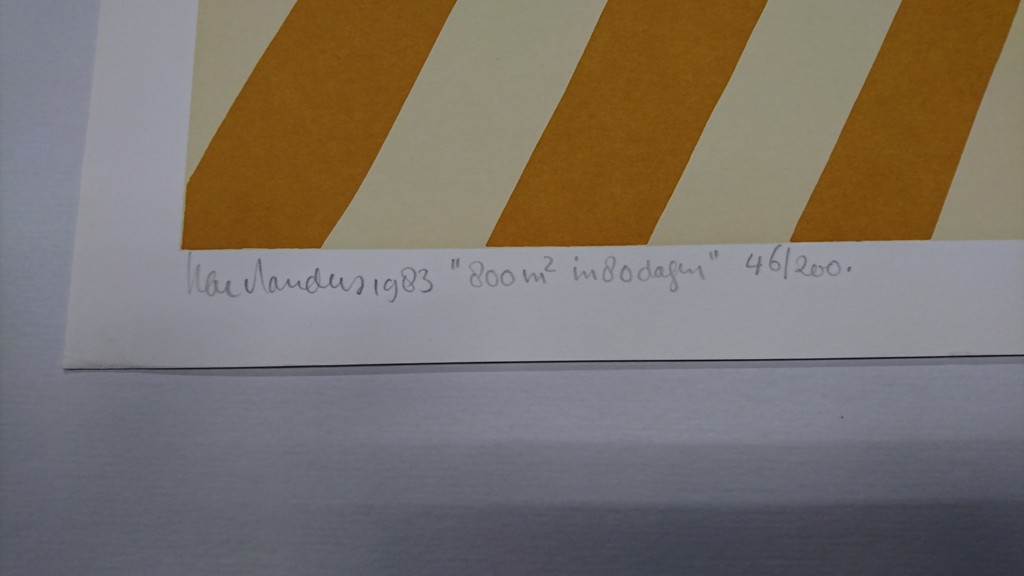 1983 "800 m² in 80 dagen" 46/200.